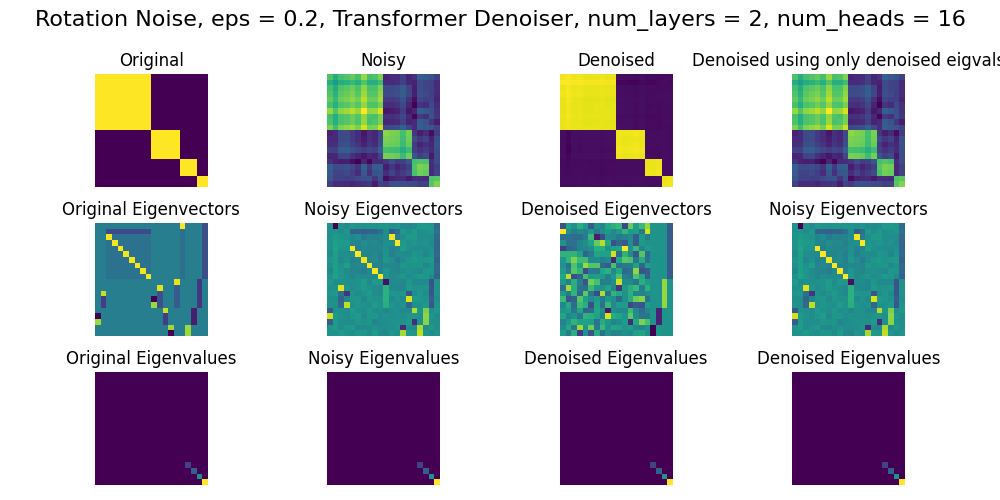 Rotation Noise, eps = 0.2, Transformer Denoiser, num_layers = 2, num_heads = 16
Original
Noisy
Denoised
Denoised using only denoised eigvals
Original Eigenvectors
Noisy Eigenvectors
Denoised Eigenvectors
Noisy Eigenvectors
Original Eigenvalues
Noisy Eigenvalues
Denoised Eigenvalues
Denoised Eigenvalues